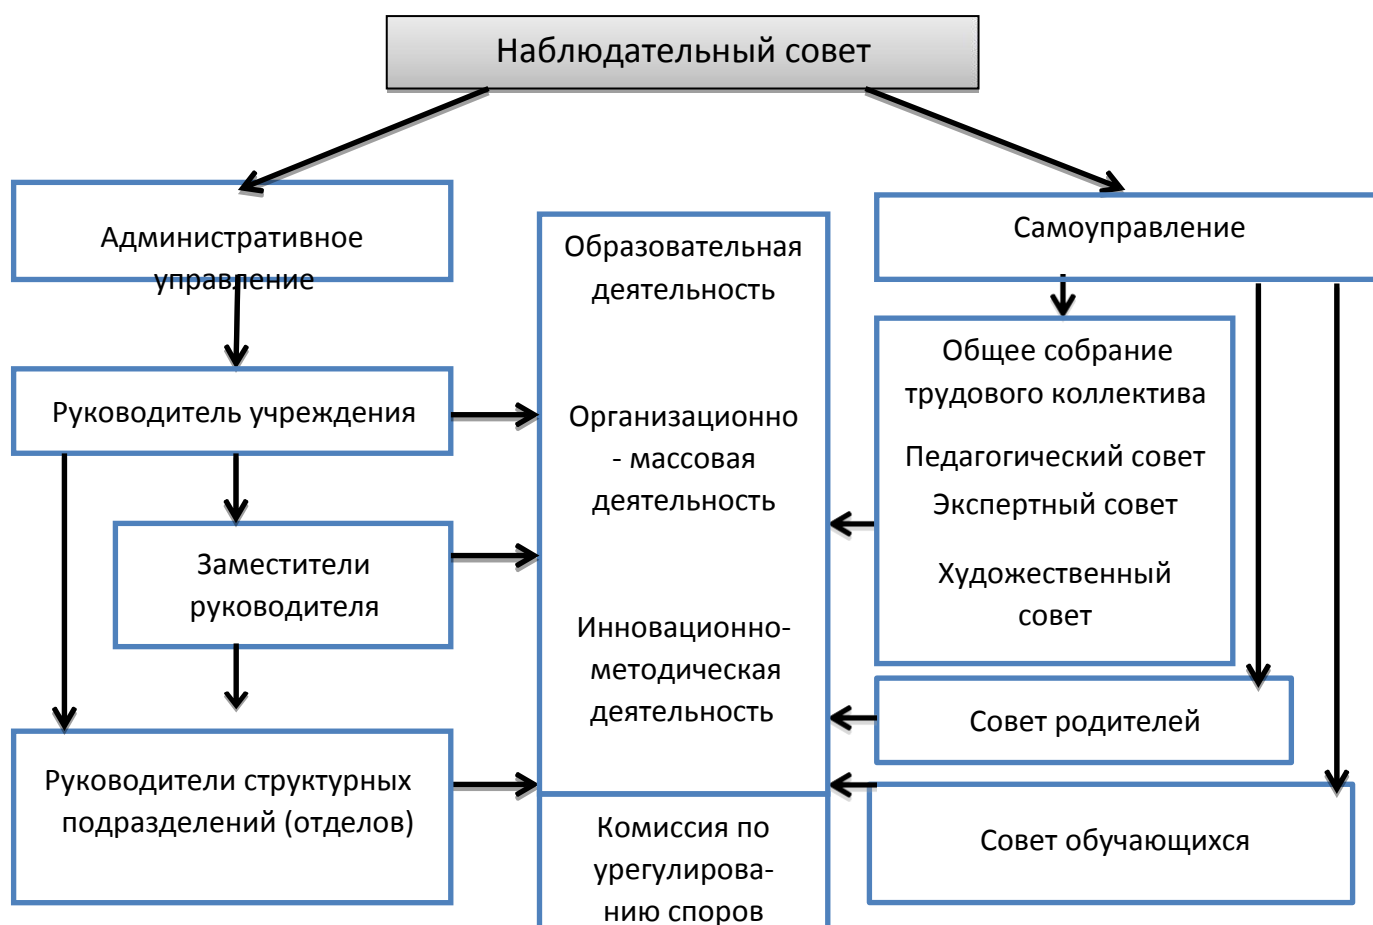 Наблюдательный совет
Административное
управление
Руководитель учреждения
Заместители
руководителя
Руководители структурных
подразделений (отделов)
Образовательная
деятельность
Организационно
- массовая
деятельность
Инновационно-
методическая
деятельность
Комиссия по
урегулирова-
нию споров
Самоуправление
Общее собрание
трудового коллектива
Педагогический совет
Экспертный совет
Художественный
совет
Совет родителей
Совет обучающихся